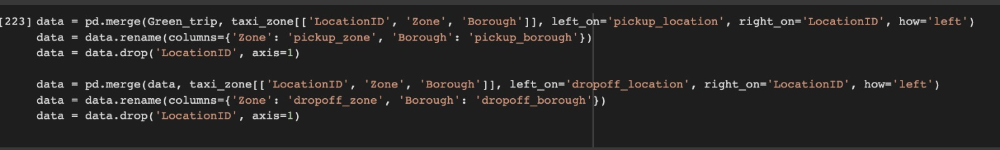 [223] data = pd.merge(Green_trip, taxi_zone[['LocationID', 'Zone', 'Borough']], left_on='pickup_location', right_on='LocationID', how='left')
data = data.rename(columns={'Zone': 'pickup_zone', 'Borough': 'pickup_borough'})
data = data.drop('LocationID', axis=1)
data = pd.merge(data, taxi_zone[['LocationID', 'Zone', 'Borough']], left_on='dropoff_location', right_on='LocationID', how='left')
data = data.rename(columns={'Zone': 'dropoff_zone', 'Borough': 'dropoff_borough'})
data = data.drop('LocationID', axis=1)